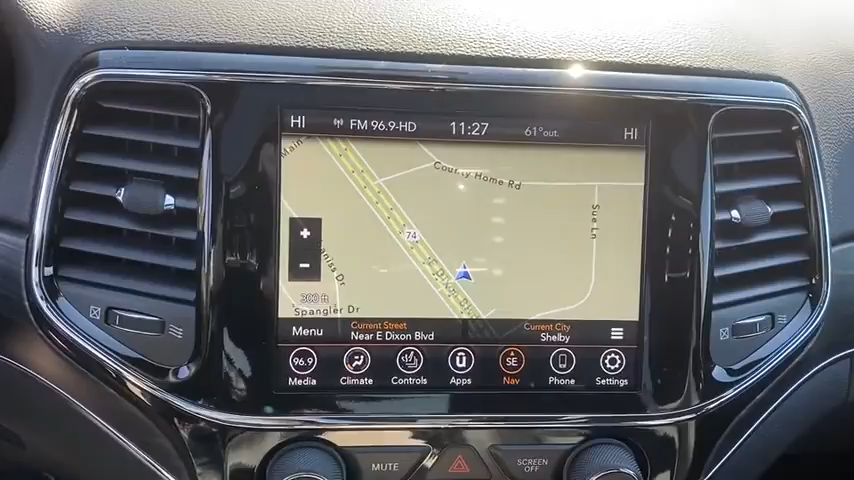 HI FM 96.9-HD 11:27 61°out. HI
Main
County Home Rd
Sue Ln
74
+
-
E Dixon Blvd
300 ft
Spangler Dr
Menu
Current Street
Near E Dixon Blvd
Current City
Shelby
96.9 SE
Media Climate Controls Apps Nav Phone Settings
MUTE
SCREEN
OFF